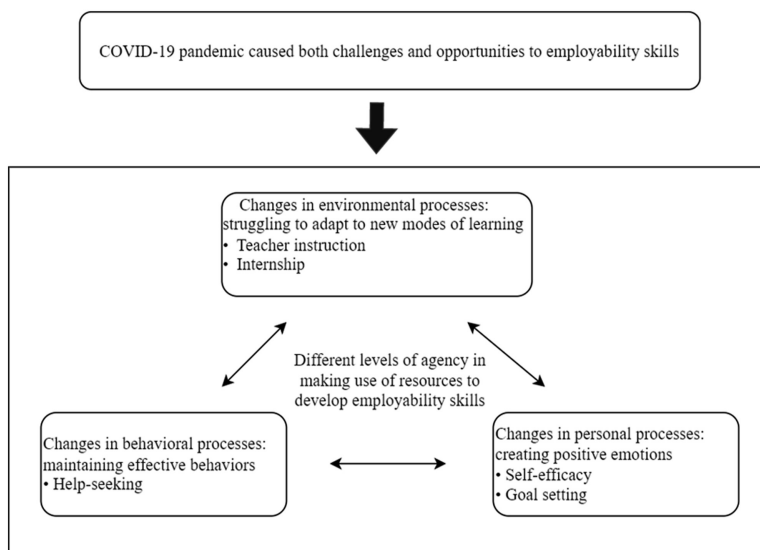 COVID-19 pandemic caused both challenges and opportunities to employability skills
Changes in environmental processes:
struggling to adapt to new modes of learning
• Teacher instruction
• Internship
Different levels of agency in
making use of resources to
develop employability skills
Changes in behavioral processes:
maintaining effective behaviors
• Help-seeking
Changes in personal processes:
creating positive emotions
• Self-efficacy
• Goal setting